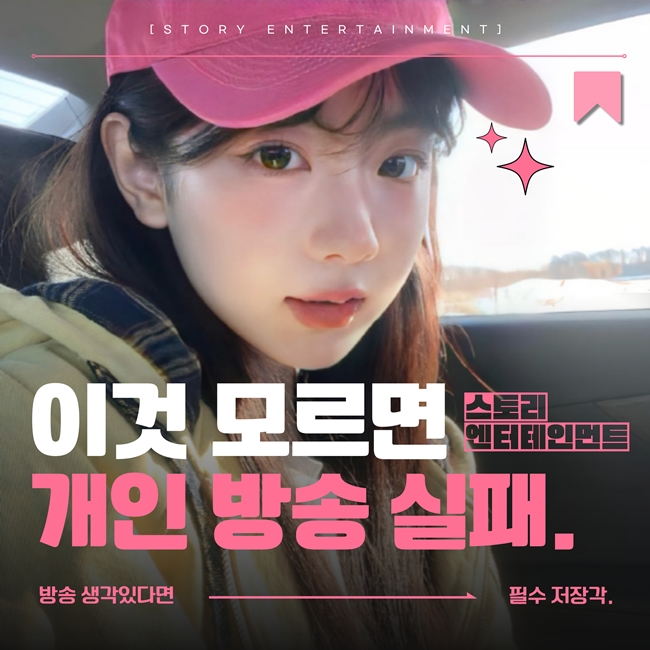 [STORY ENTERTAINMENT]
이것 모르면
스토리
엔터테인먼트
개인 방송 실패.
방송 생각있다면
필수 저장각.